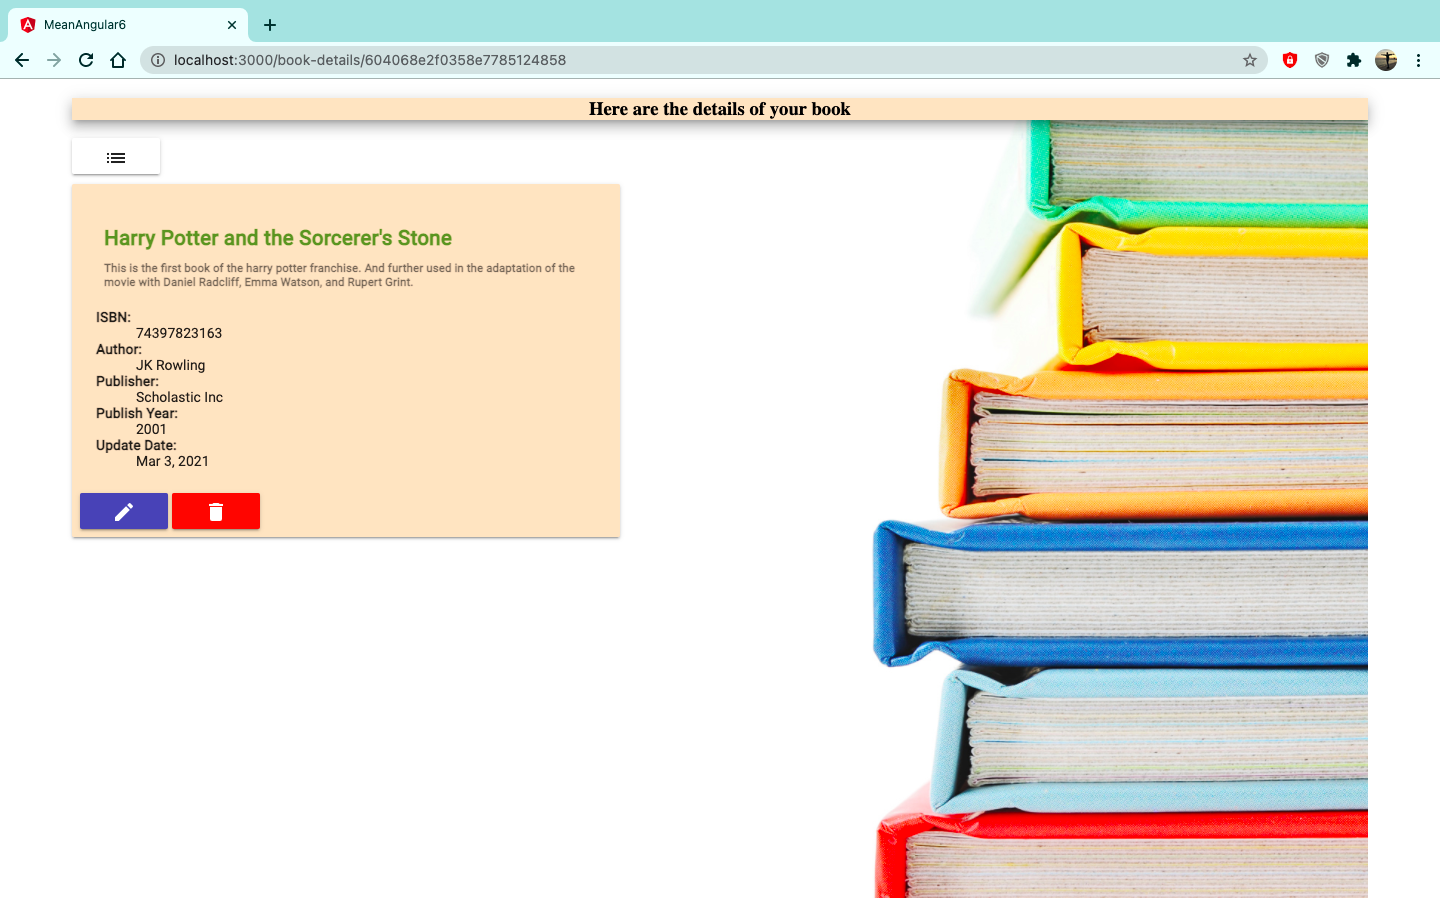 MeanAngular6
localhost:3000/book-details/604068e2f0358e7785124858
Here are the details of your book
Harry Potter and the Sorcerer's Stone
This is the first book of the harry potter franchise. And further used in the adaptation of the
movie with Daniel Radcliff, Emma Watson, and Rupert Grint.
ISBN:
74397823163
Author:
JK Rowling
Publisher:
Scholastic Inc
Publish Year:
2001
Update Date:
Mar 3, 2021